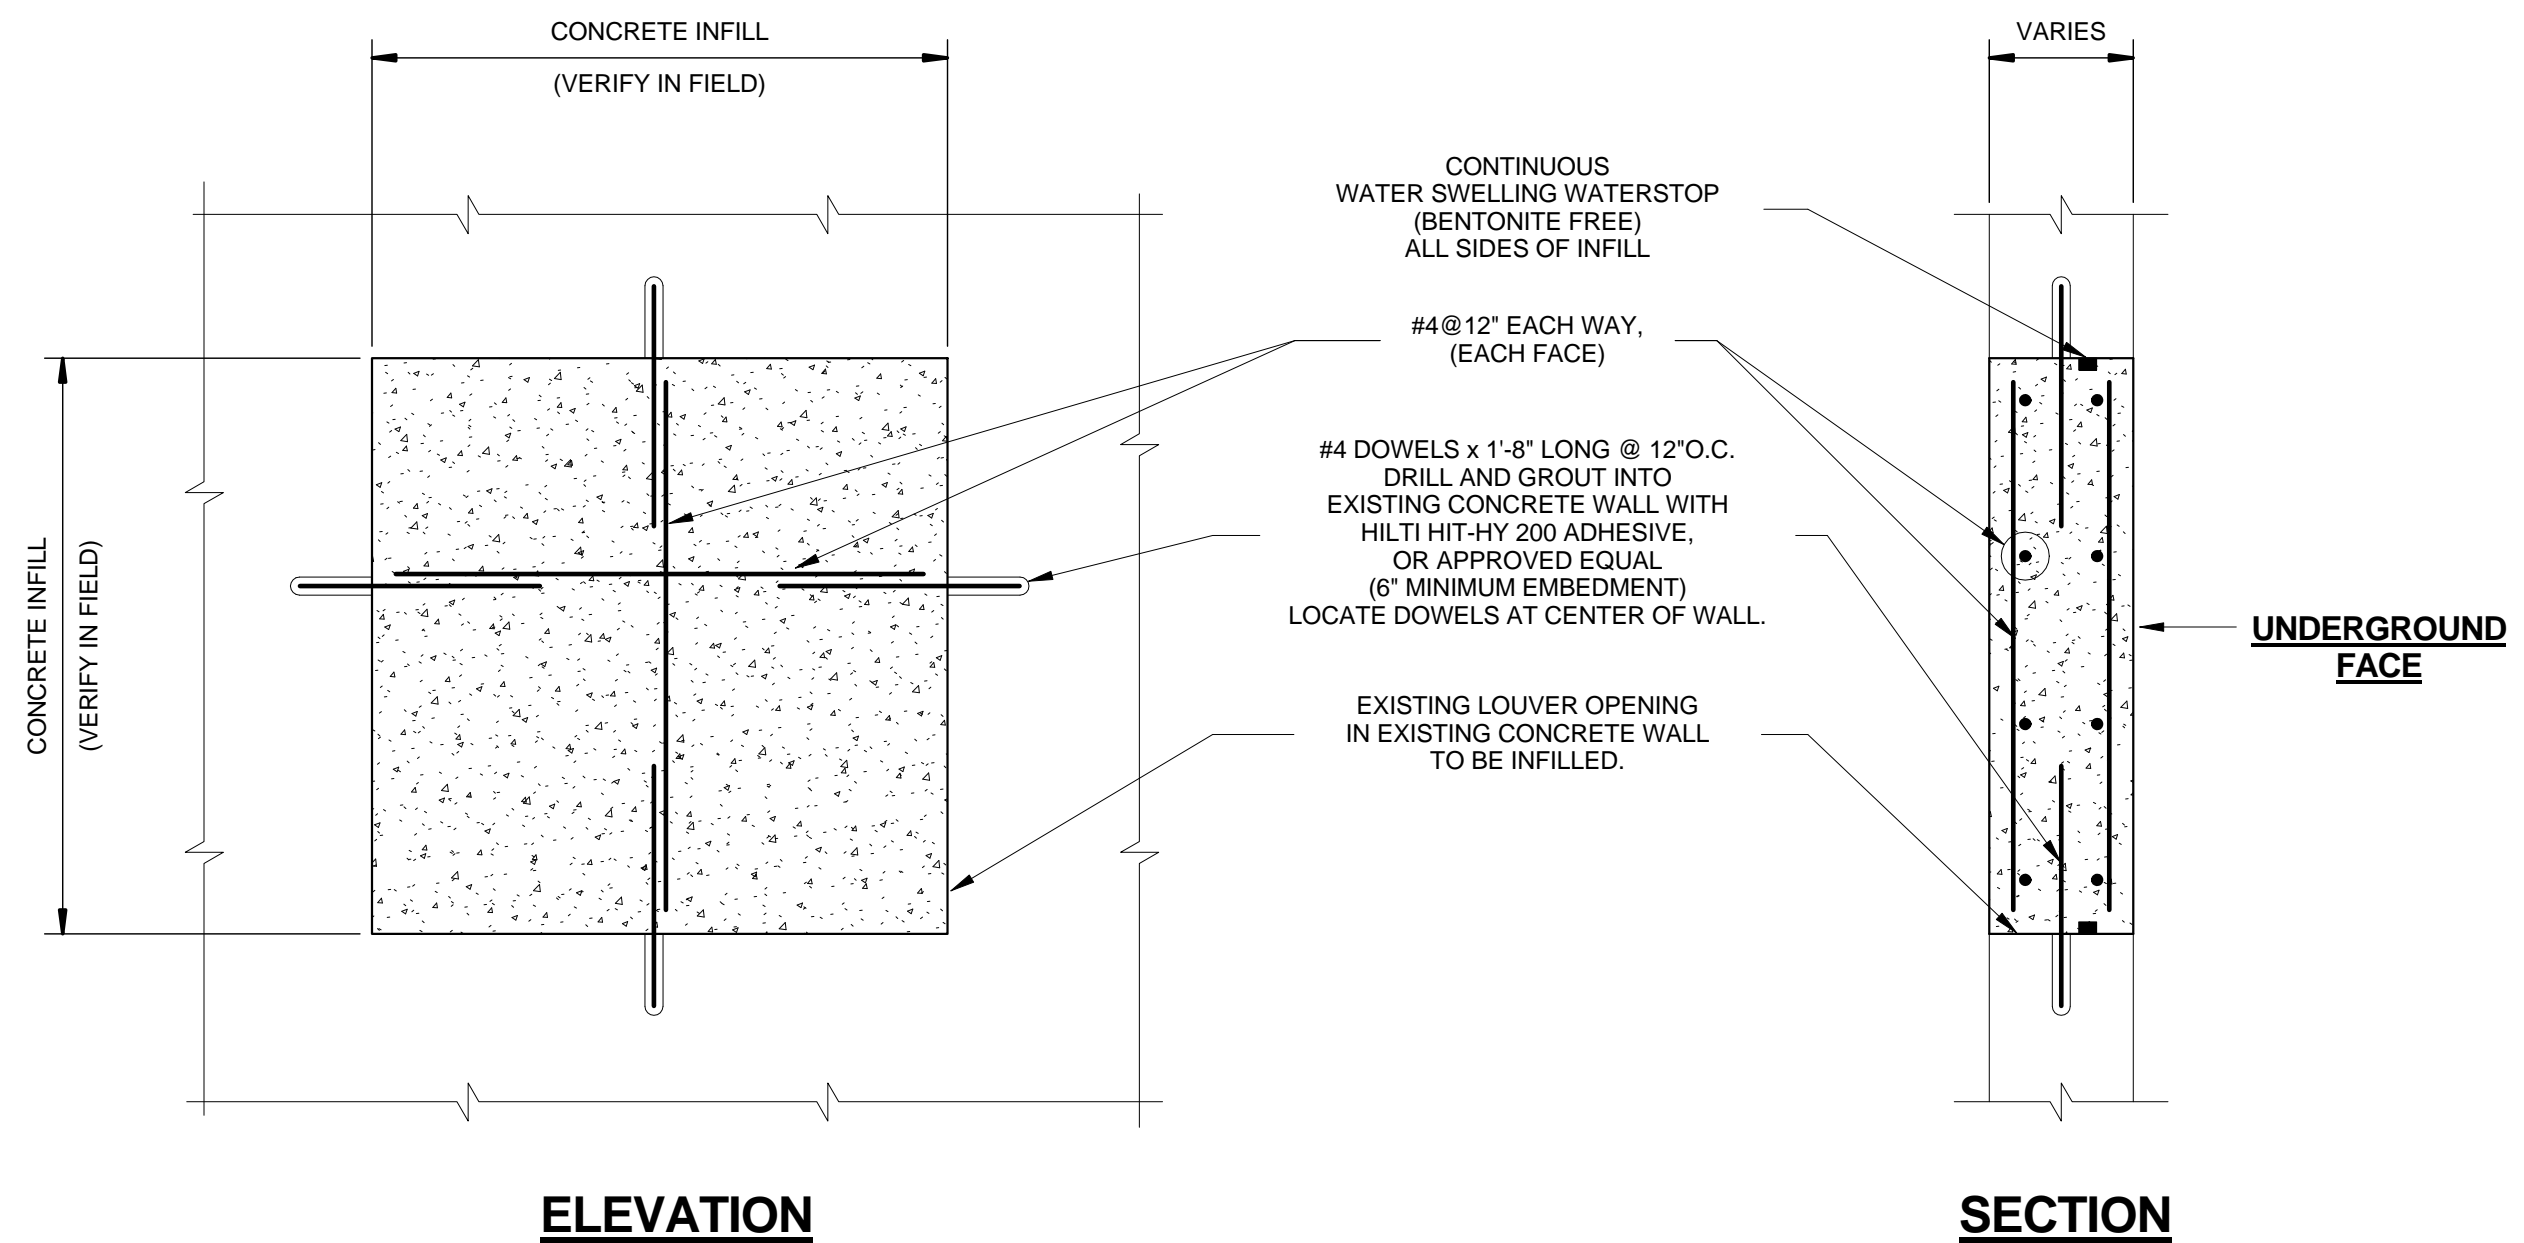 CONCRETE INFILL
(VERIFY IN FIELD)
VARIES
CONTINUOUS
WATER SWELLING WATERSTOP
(BENTONITE FREE)
ALL SIDES OF INFILL
#4@12" EACH WAY,
(EACH FACE)
#4 DOWELS x 1'-8" LONG @ 12"O.C.
DRILL AND GROUT INTO
EXISTING CONCRETE WALL WITH
HILTI HIT-HY 200 ADHESIVE,
OR APPROVED EQUAL
(6" MINIMUM EMBEDMENT)
LOCATE DOWELS AT CENTER OF WALL.
CONCRETE INFILL
(VERIFY IN FIELD)
UNDERGROUND
FACE
EXISTING LOUVER OPENING
IN EXISTING CONCRETE WALL
TO BE INFILLED.
ELEVATION
SECTION